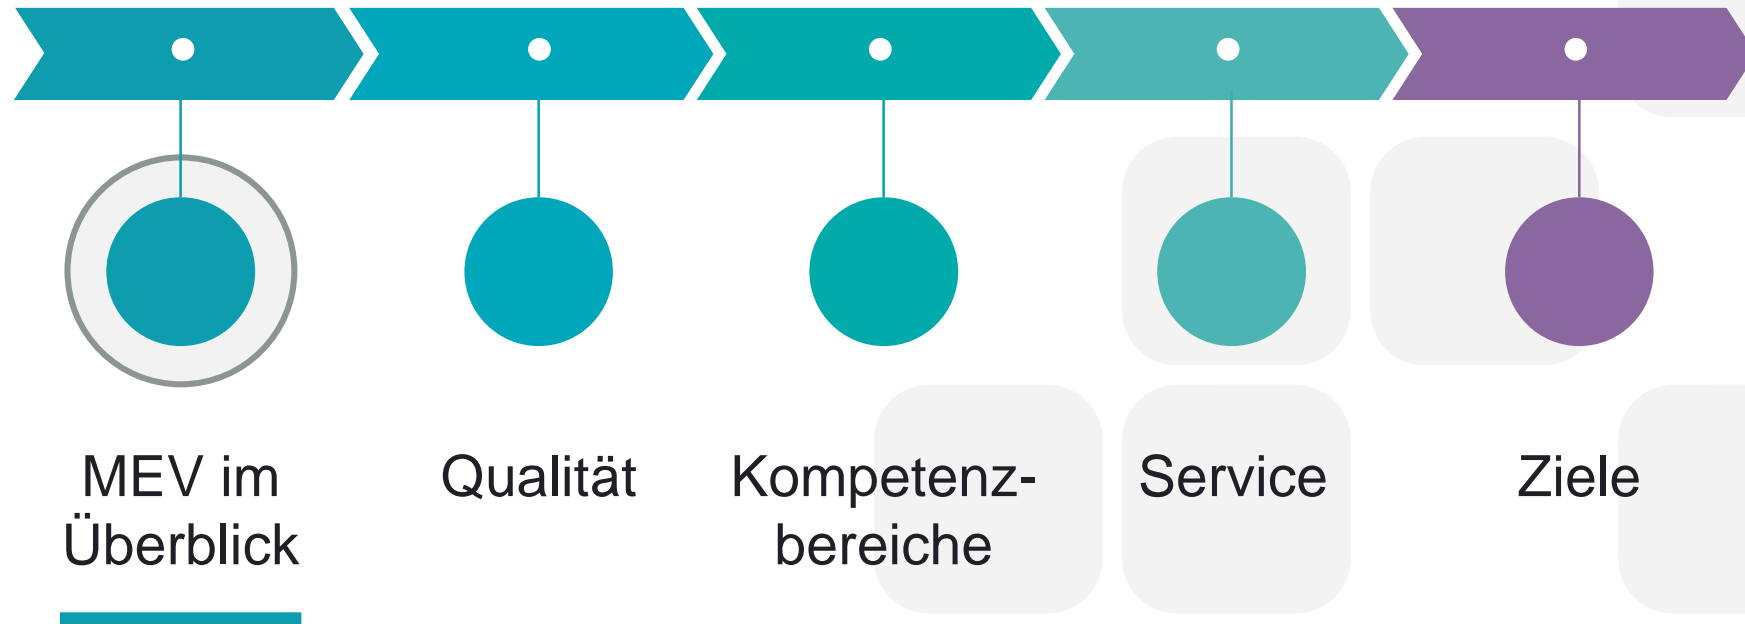 MEV im
Überblick
Qualität
Kompetenz-
bereiche
Service
Ziele